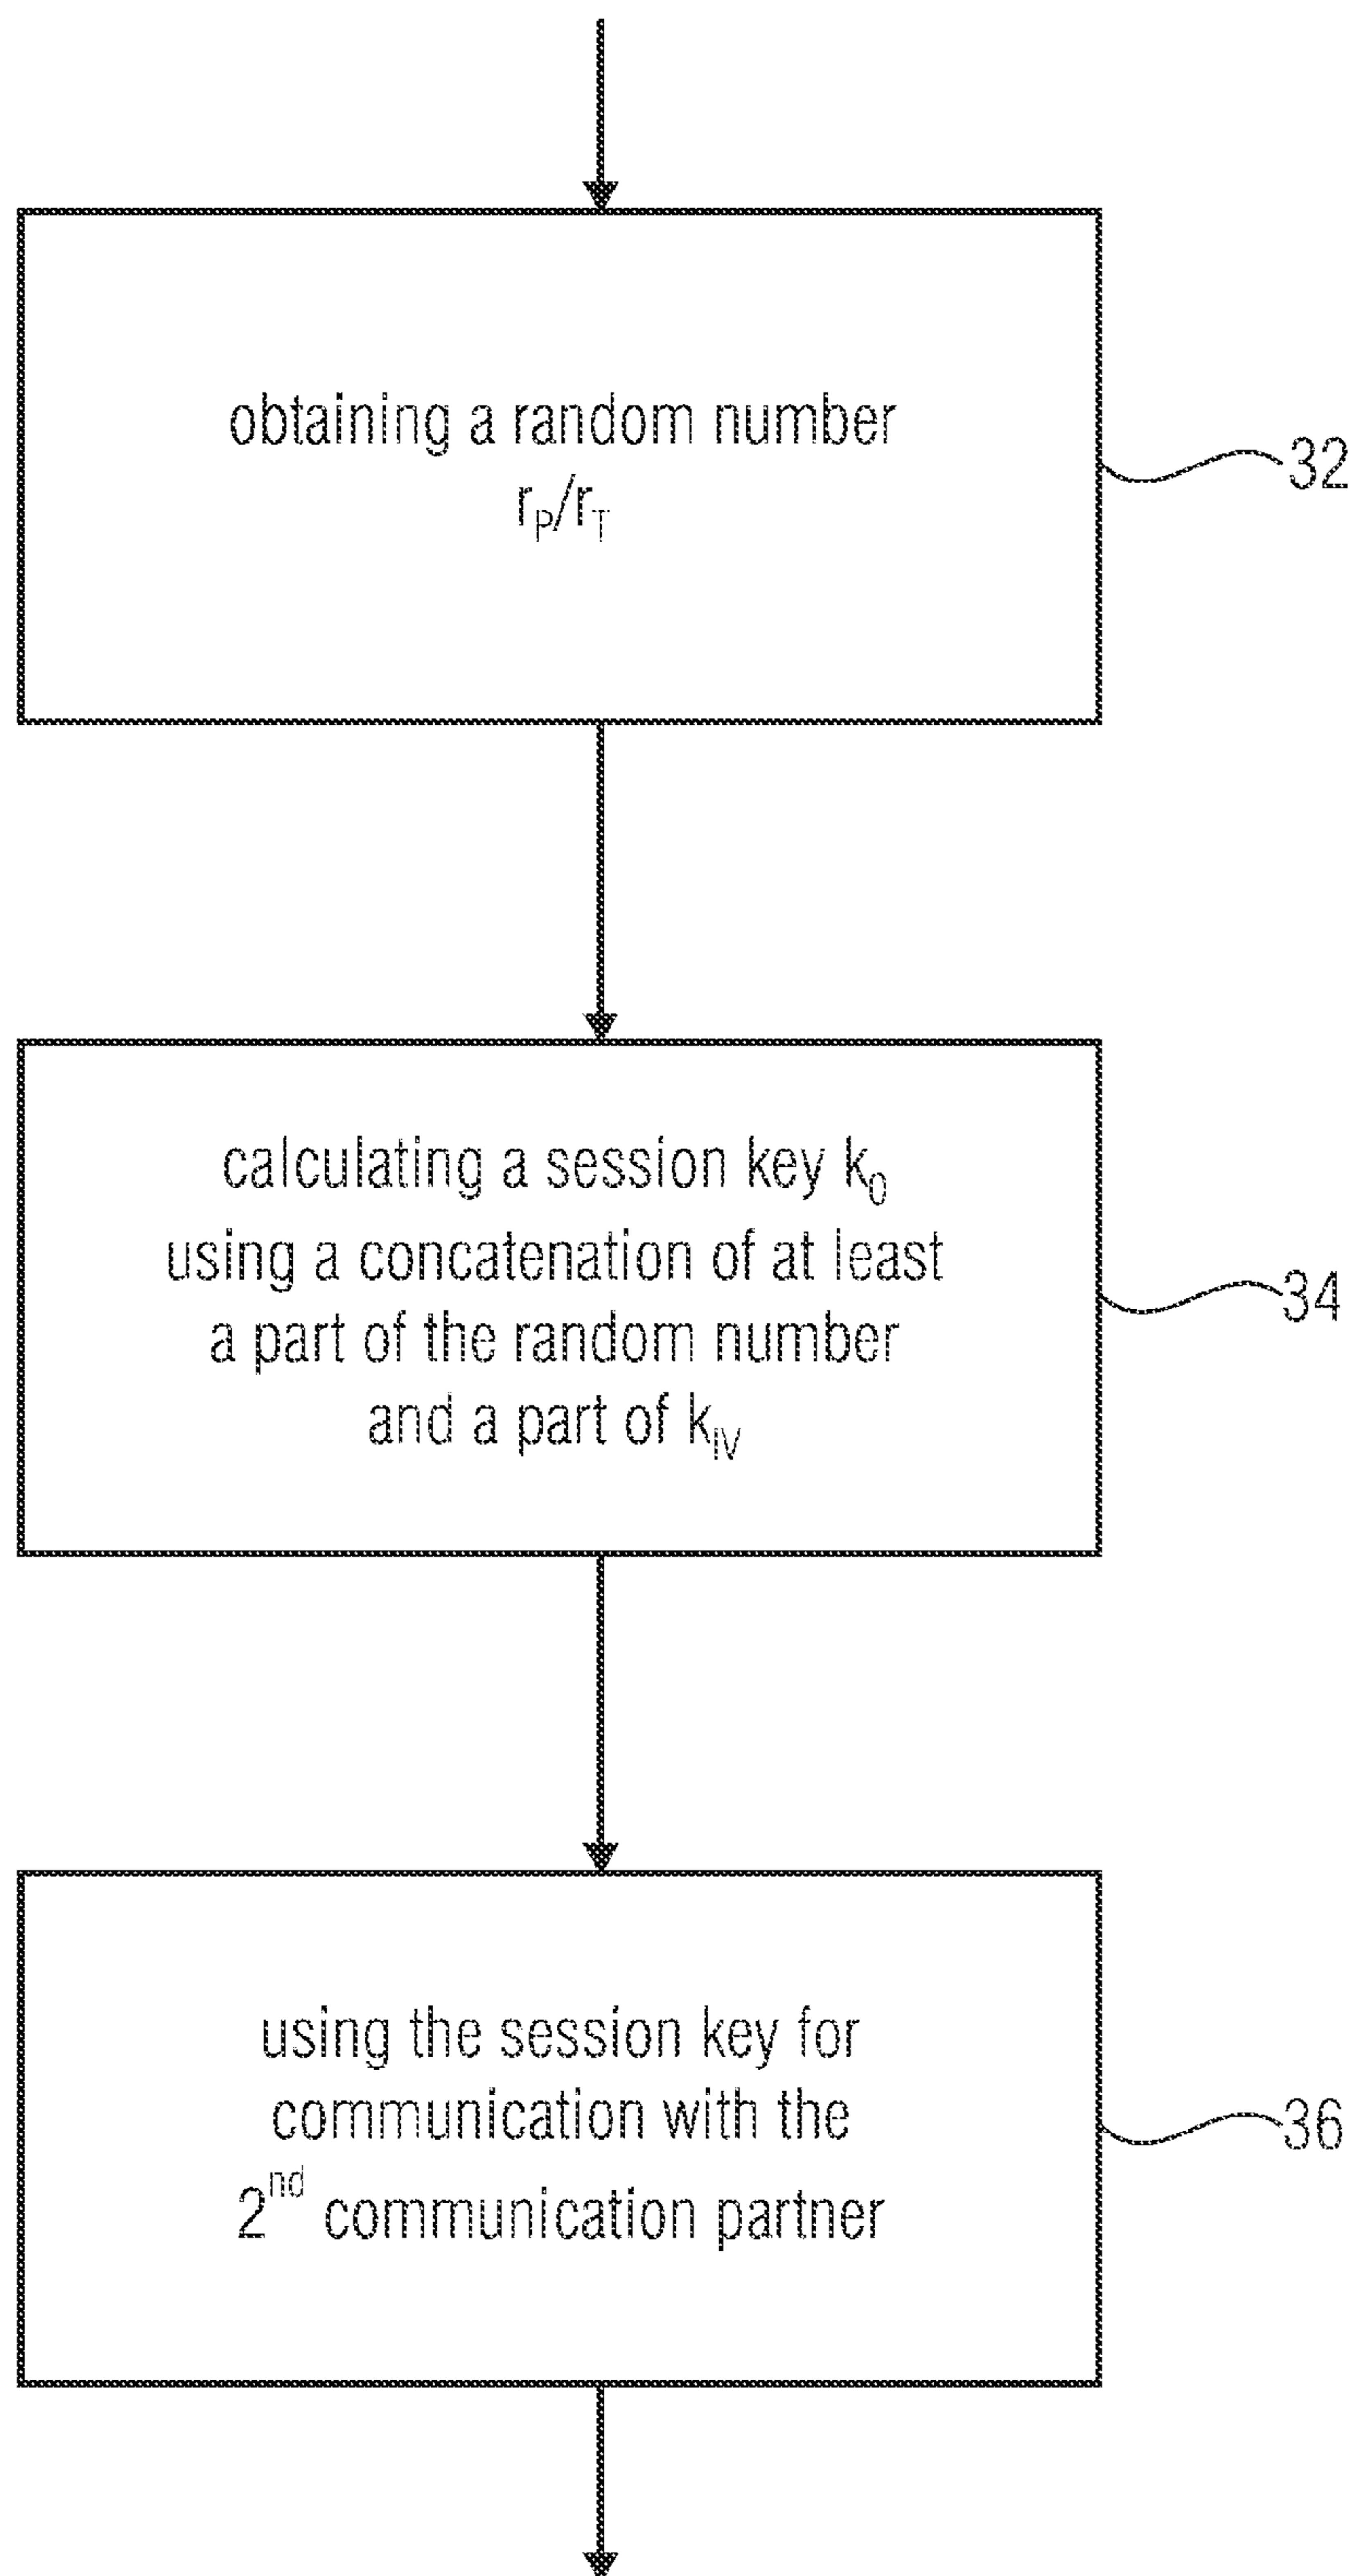 obtaining a random number
r_P/r_T
32
calculating a session key k_0
using a concatenation of at least
a part of the random number
and a part of k_IV
34
using the session key for
communication with the
2^nd communication partner
36